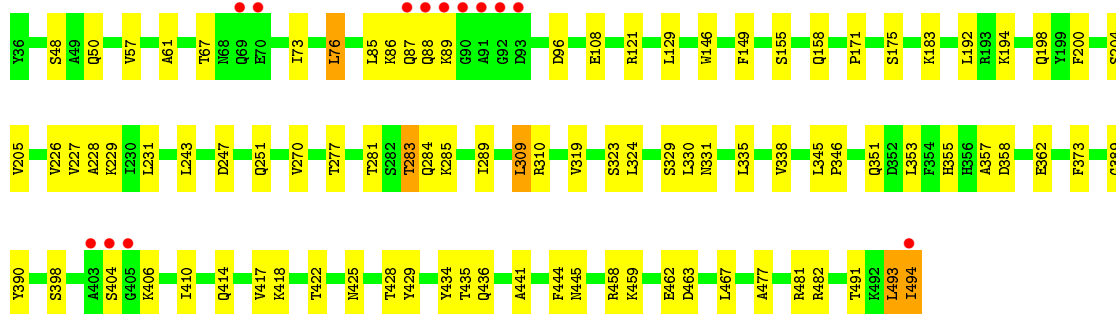 Y36 S48 A49 Q50 V57 A61 T67 N68 Q69 E70 I73 L76 L85 K86 Q87 Q88 K89 G90 A91 G92 D93 D96 E108 R121 L129 W146 F149 S155 Q158 P171 S175 K183 L192 R193 K194 Q198 Y199 F200
V205 V226 V227 A228 K229 I230 L231 L243 D247 Q251 V270 T277 T281 S282 T283 Q284 K285 I289 L309 R310 V319 S323 L324 S329 L330 N331 L335 V338 L345 P346 Q351 D352 L353 F354 H355 H356 A357 D358 E362 F373
Y390 S398 A403 S404 G405 K406 I410 Q414 V417 K418 T422 N425 T428 Y429 Y434 T435 Q436 A441 F444 N445 R458 K459 E462 D463 L467 A477 R481 R482 T491 K492 L493 I494